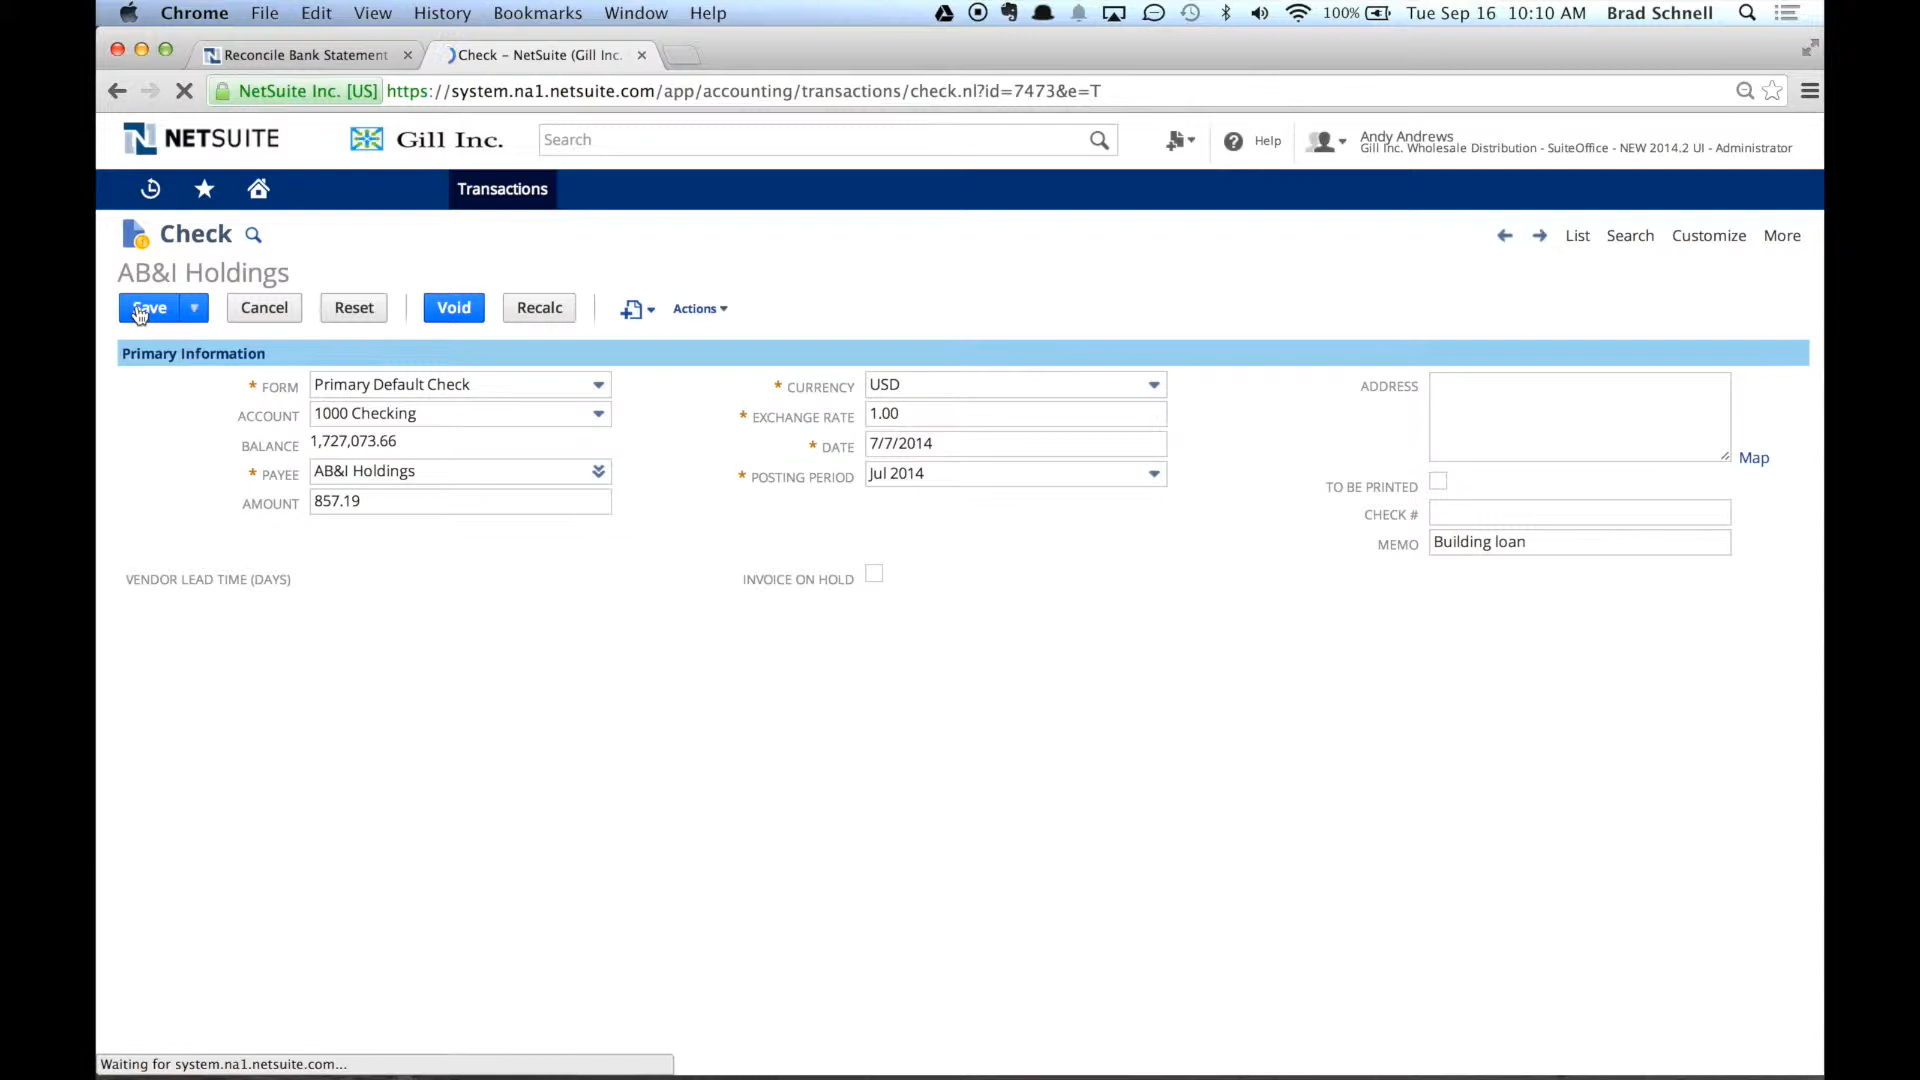 Chrome File Edit View History Bookmarks Window Help 100% Tue Sep 16 10:10 AM Brad Schnell
Reconcile Bank Statement Check – NetSuite (Gill Inc.
NetSuite Inc. [US] https://system.na1.netsuite.com/app/accounting/transactions/check.nl?id=7473&e=T
NETSUITE Gill Inc. Search Help Andy Andrews
Gill Inc. Wholesale Distribution - SuiteOffice - NEW 2014.2 UI - Administrator
Transactions
Check List Search Customize More
AB&I Holdings
Save Cancel Reset Void Recalc Actions
Primary Information
* FORM Primary Default Check * CURRENCY USD ADDRESS
ACCOUNT 1000 Checking * EXCHANGE RATE 1.00
BALANCE 1,727,073.66 * DATE 7/7/2014 Map
* PAYEE AB&I Holdings * POSTING PERIOD Jul 2014 TO BE PRINTED
AMOUNT 857.19 CHECK #
MEMO Building loan
VENDOR LEAD TIME (DAYS) INVOICE ON HOLD
Waiting for system.na1.netsuite.com...